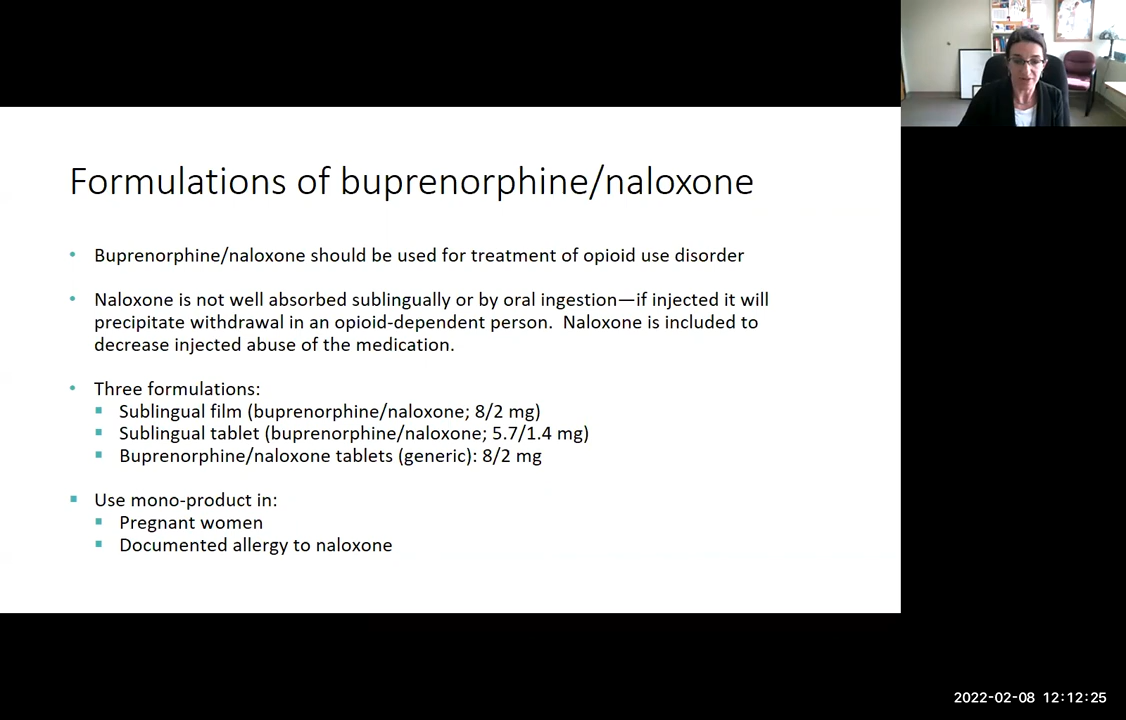 Formulations of buprenorphine/naloxone
• Buprenorphine/naloxone should be used for treatment of opioid use disorder
• Naloxone is not well absorbed sublingually or by oral ingestion—if injected it will
precipitate withdrawal in an opioid-dependent person.  Naloxone is included to
decrease injected abuse of the medication.
• Three formulations:
▪ Sublingual film (buprenorphine/naloxone; 8/2 mg)
▪ Sublingual tablet (buprenorphine/naloxone; 5.7/1.4 mg)
▪ Buprenorphine/naloxone tablets (generic): 8/2 mg
▪ Use mono-product in:
▪ Pregnant women
▪ Documented allergy to naloxone
2022-02-08 12:12:25